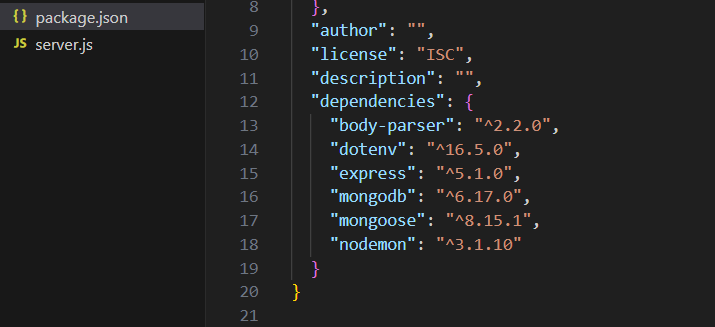 {} package.json
JS server.js
8 },
9 "author": "",
10 "license": "ISC",
11 "description": "",
12 "dependencies": {
13 "body-parser": "^2.2.0",
14 "dotenv": "^16.5.0",
15 "express": "^5.1.0",
16 "mongodb": "^6.17.0",
17 "mongoose": "^8.15.1",
18 "nodemon": "^3.1.10"
19 }
20 }
21